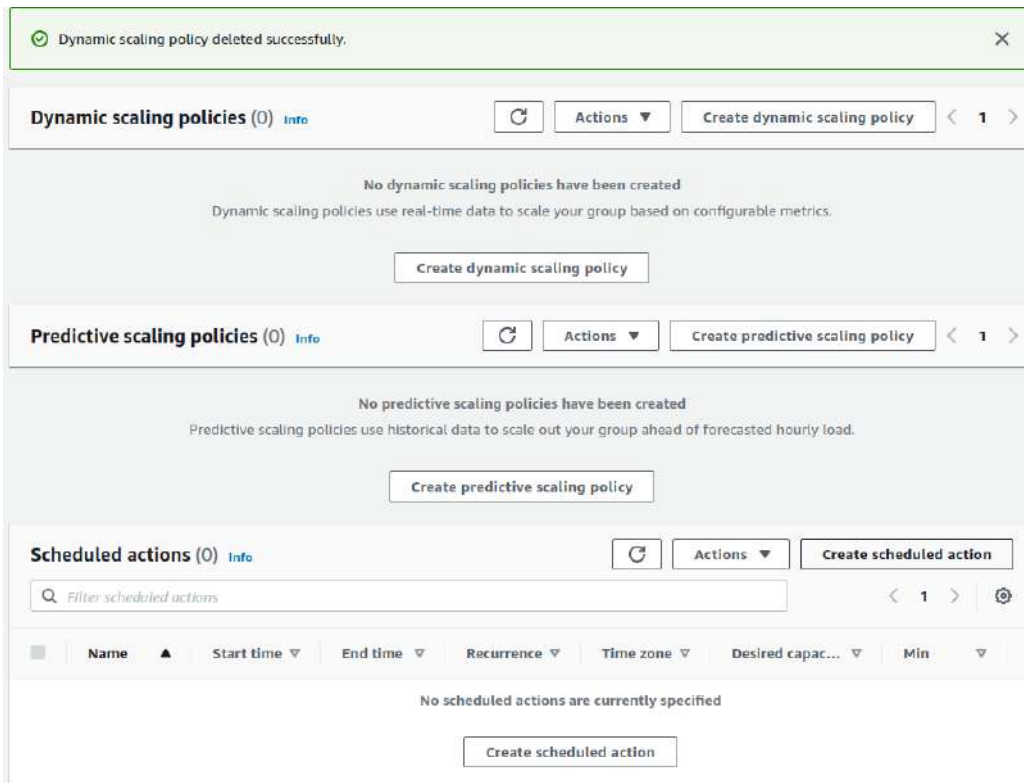 Dynamic scaling policy deleted successfully.
Dynamic scaling policies (0) Info Actions Create dynamic scaling policy 1
No dynamic scaling policies have been created
Dynamic scaling policies use real-time data to scale your group based on configurable metrics.
Create dynamic scaling policy
Predictive scaling policies (0) Info Actions Create predictive scaling policy 1
No predictive scaling policies have been created
Predictive scaling policies use historical data to scale out your group ahead of forecasted hourly load.
Create predictive scaling policy
Scheduled actions (0) Info Actions Create scheduled action
Filter scheduled actions 1
Name Start time End time Recurrence Time zone Desired capac... Min
No scheduled actions are currently specified
Create scheduled action